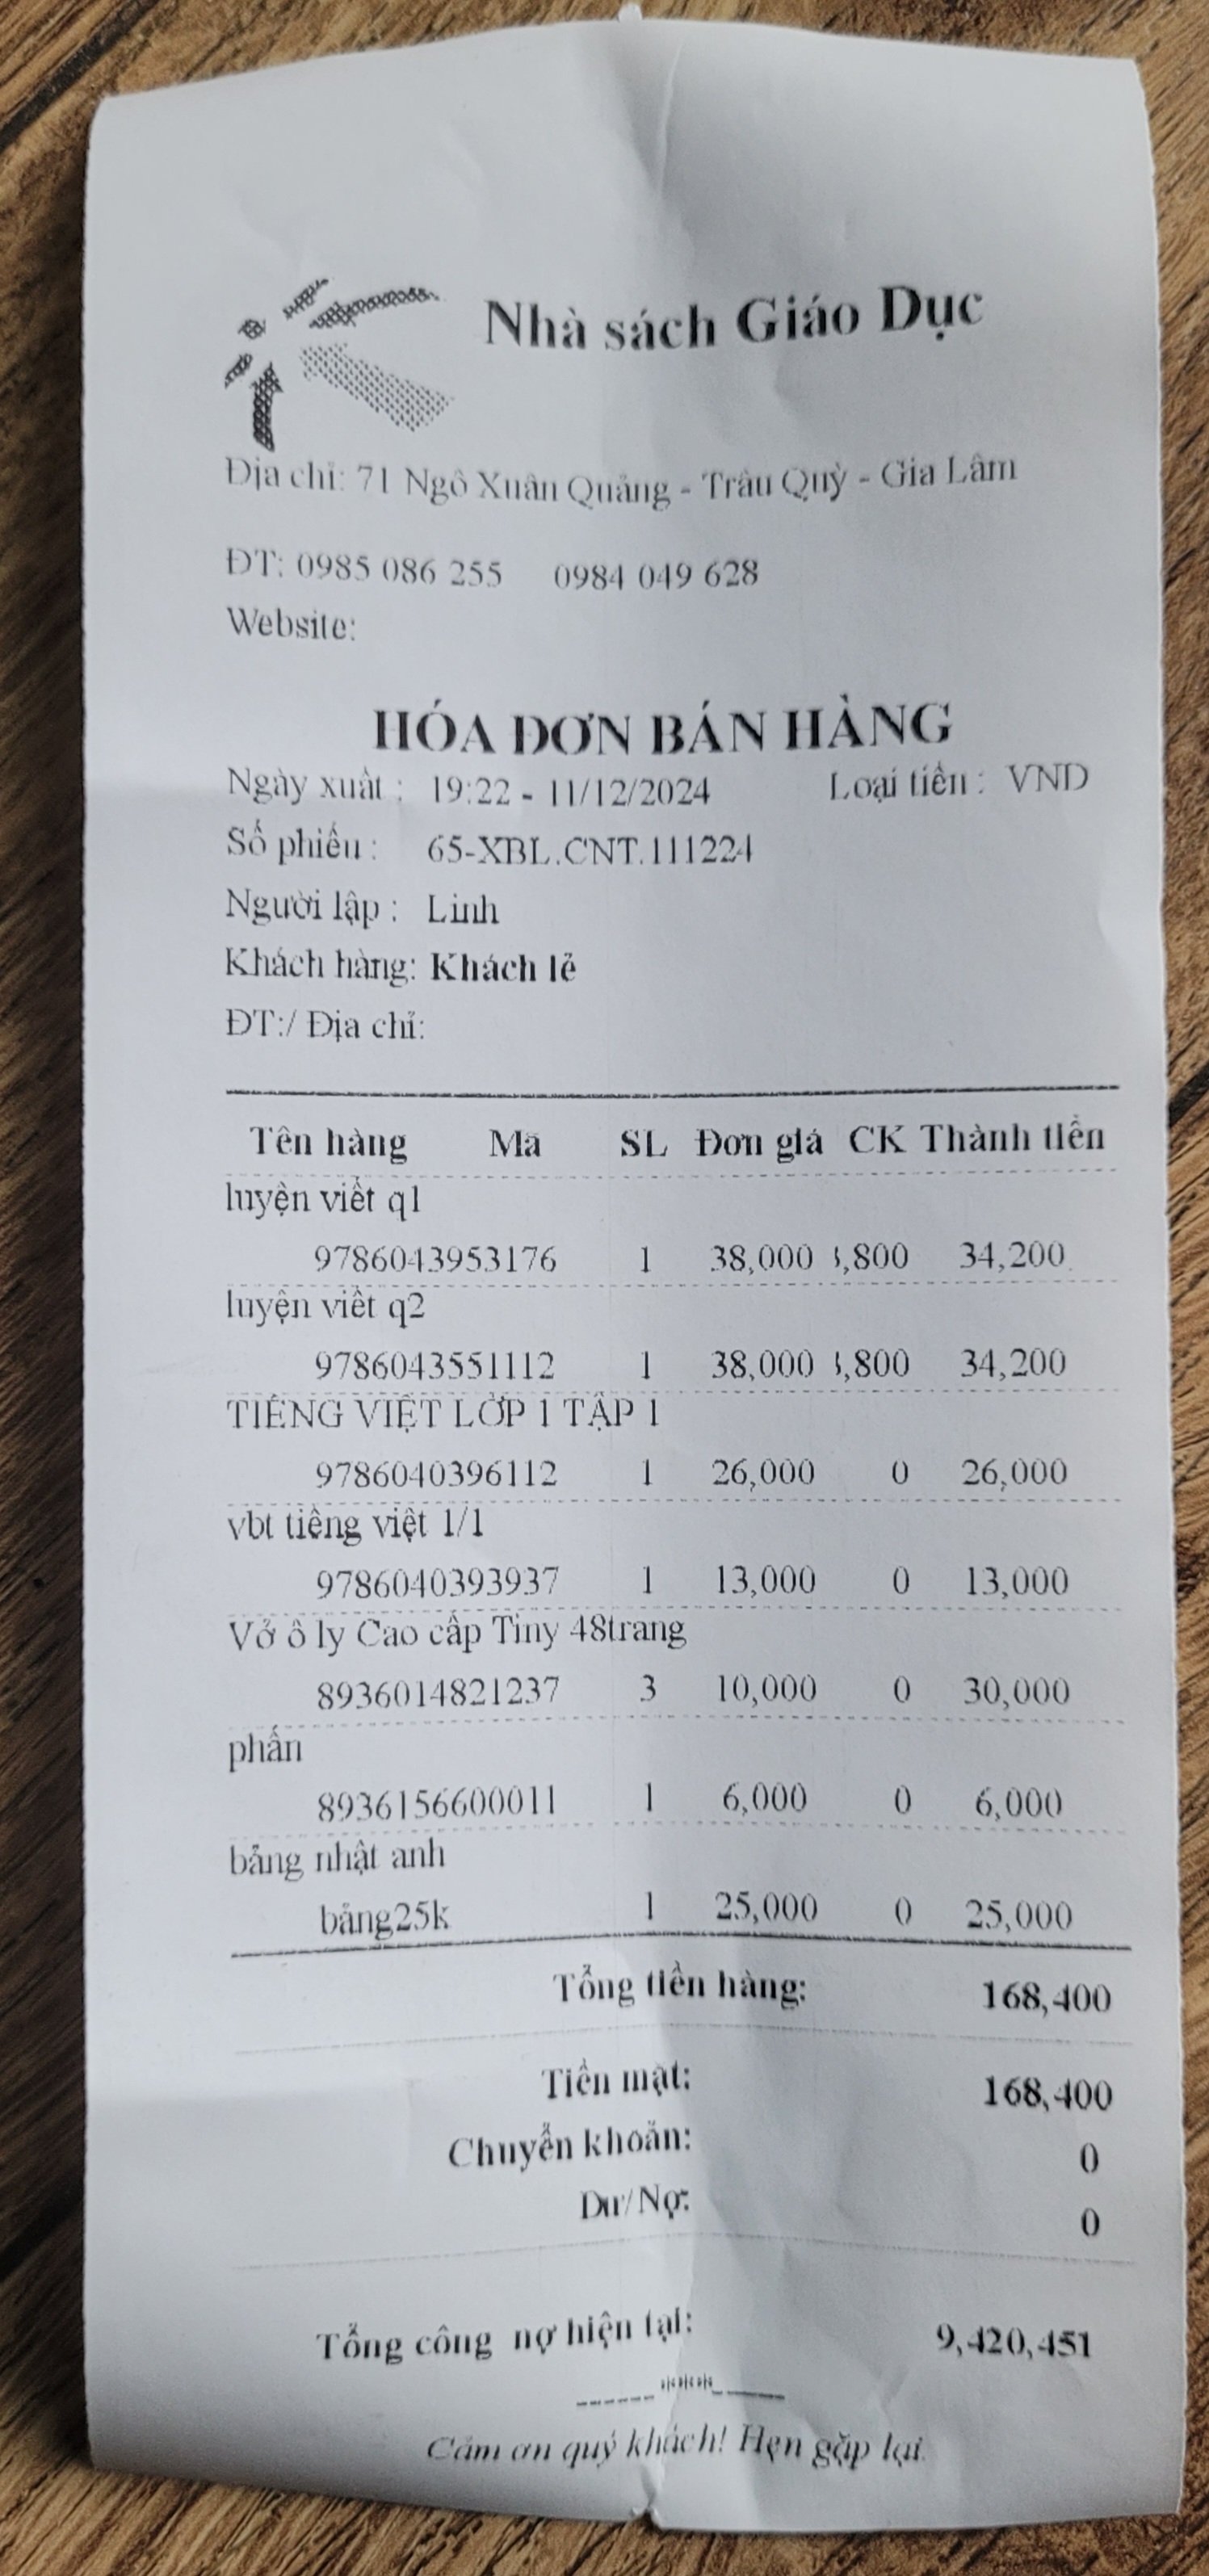 Nhà sách Giáo Dục
Địa chỉ: 71 Ngô Xuân Quảng - Trâu Quỳ - Gia Lâm
ĐT: 0985 086 255 0984 049 628
Website:
HÓA ĐƠN BÁN HÀNG
Ngày xuất : 19:22 - 11/12/2024 Loại tiền : VND
Số phiếu : 65-XBL.CNT.111224
Người lập : Linh
Khách hàng: Khách lẻ
ĐT:/ Địa chỉ:
Tên hàng Mã SL Đơn giá CK Thành tiền
luyện viết q1
9786043953176 1 38,000 ,800 34,200
luyện viết q2
9786043551112 1 38,000 ,800 34,200
TIẾNG VIỆT LỚP 1 TẬP 1
9786040396112 1 26,000 0 26,000
vbt tiếng việt 1/1
9786040393937 1 13,000 0 13,000
Vở ô ly Cao cấp Tiny 48trang
8936014821237 3 10,000 0 30,000
phấn
8936156600011 1 6,000 0 6,000
bảng nhật anh
bảng25k 1 25,000 0 25,000
Tổng tiền hàng: 168,400
Tiền mặt: 168,400
Chuyển khoản: 0
Dư/Nợ: 0
Tổng công nợ hiện tại: 9,420,451
______****______
Cảm ơn quý khách! Hẹn gặp lại.